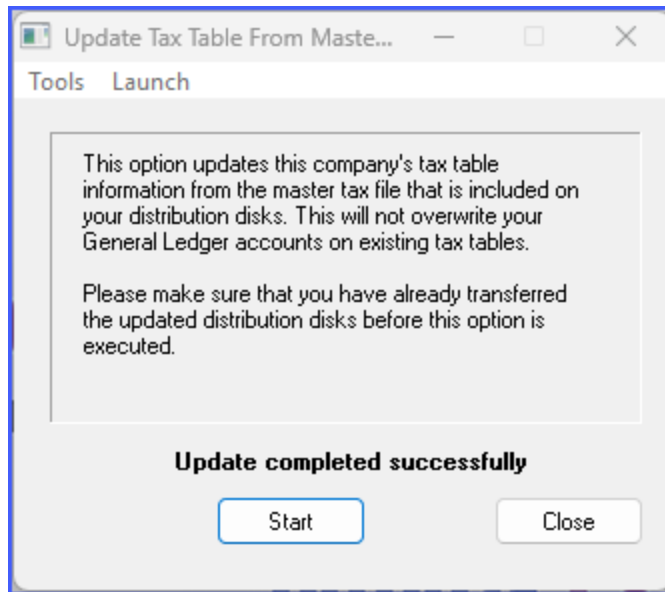 Update Tax Table From Maste...
Tools Launch
This option updates this company's tax table
information from the master tax file that is included on
your distribution disks. This will not overwrite your
General Ledger accounts on existing tax tables.
Please make sure that you have already transferred
the updated distribution disks before this option is
executed.
Update completed successfully
Start Close